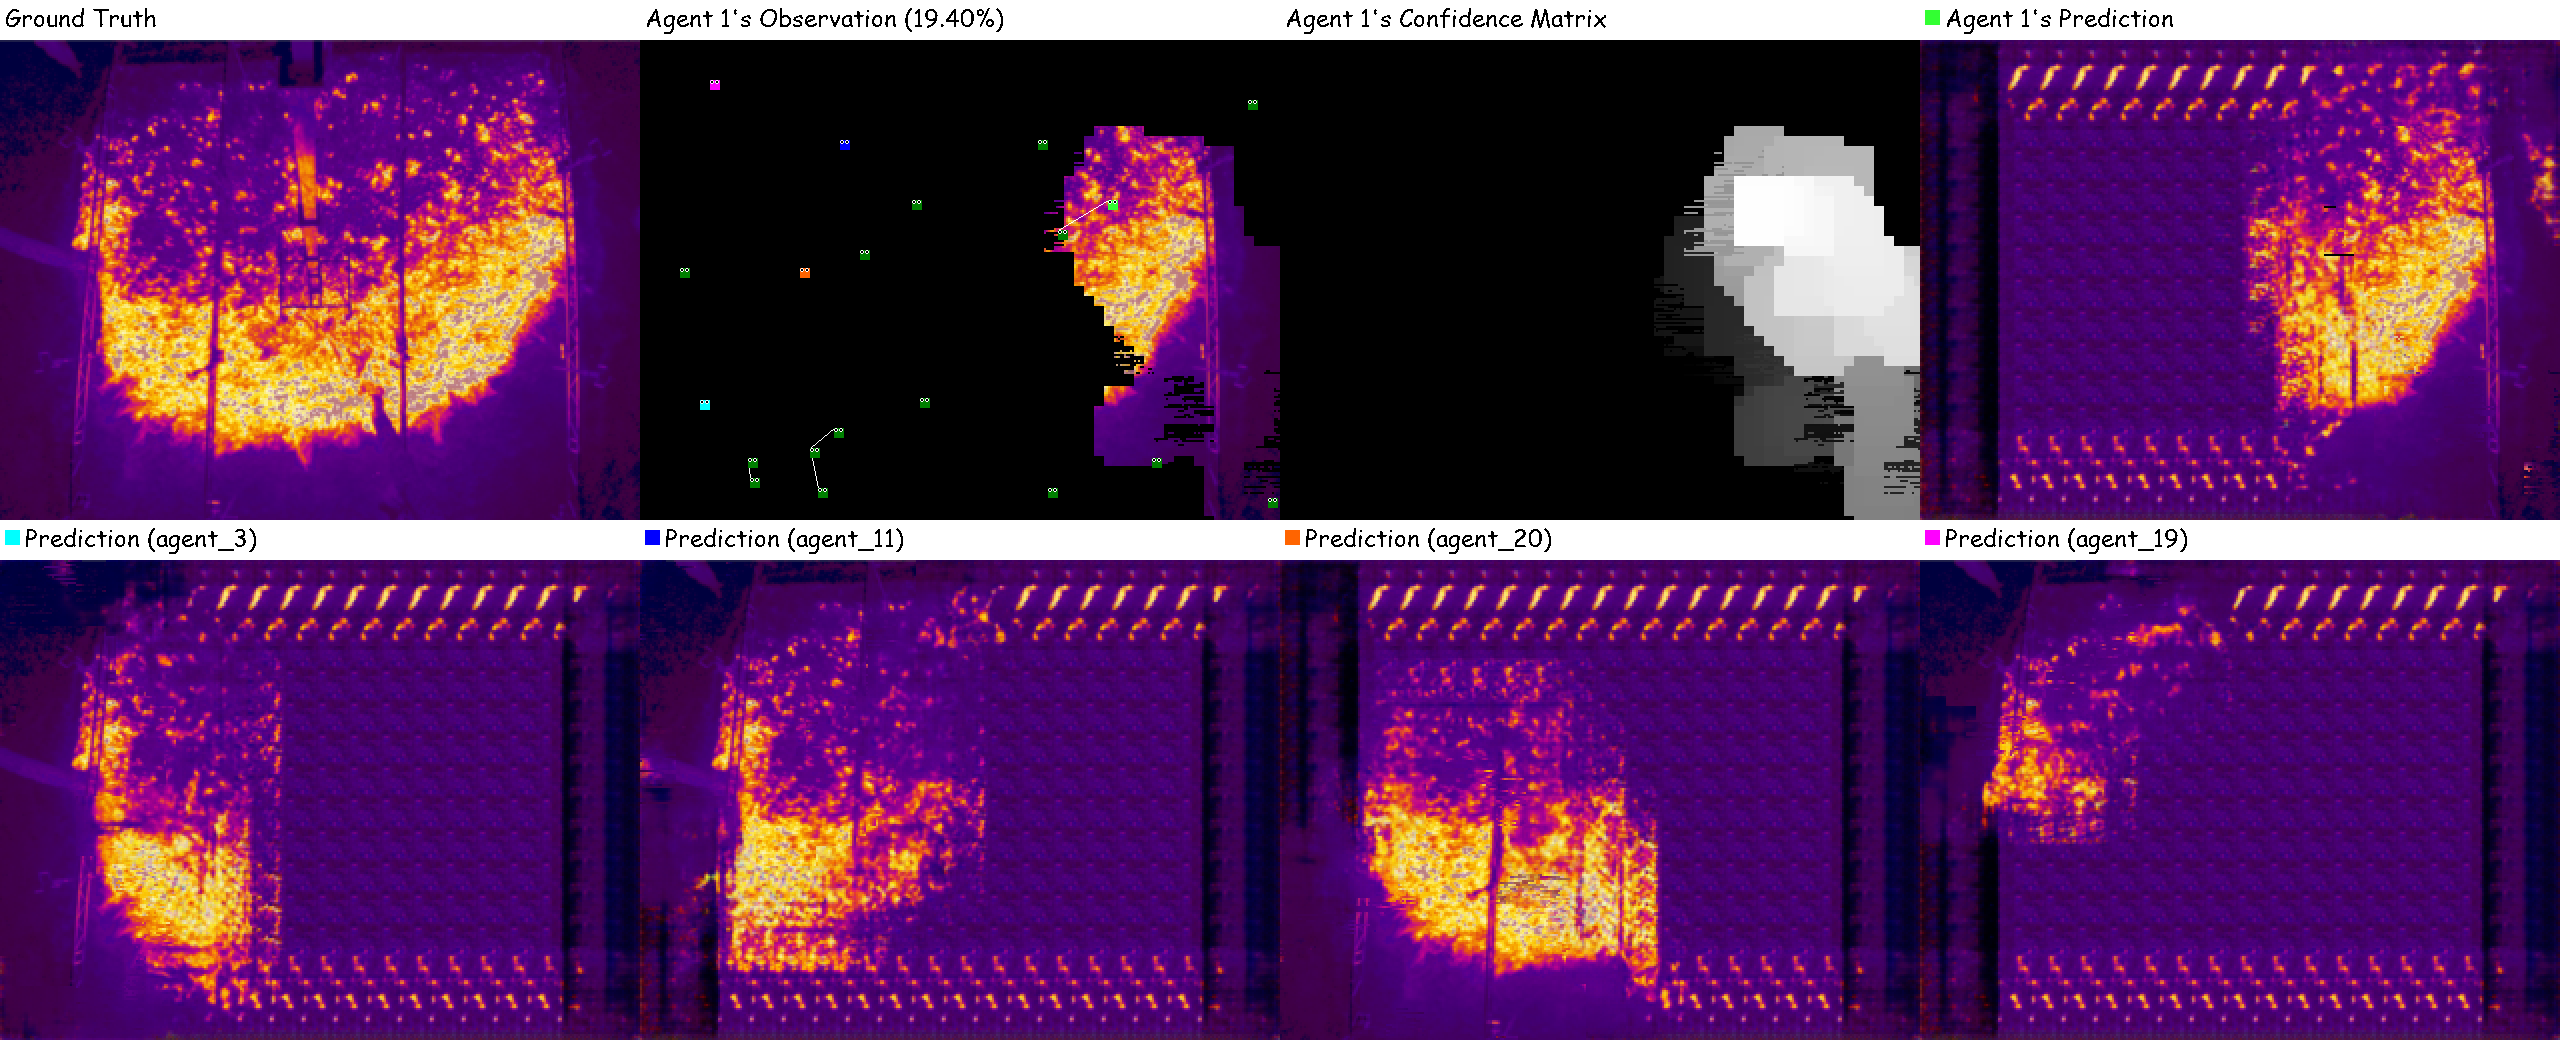 Ground Truth
Agent 1's Observation (19.40%)
Agent 1's Confidence Matrix
Agent 1's Prediction
Prediction (agent_3)
Prediction (agent_11)
Prediction (agent_20)
Prediction (agent_19)